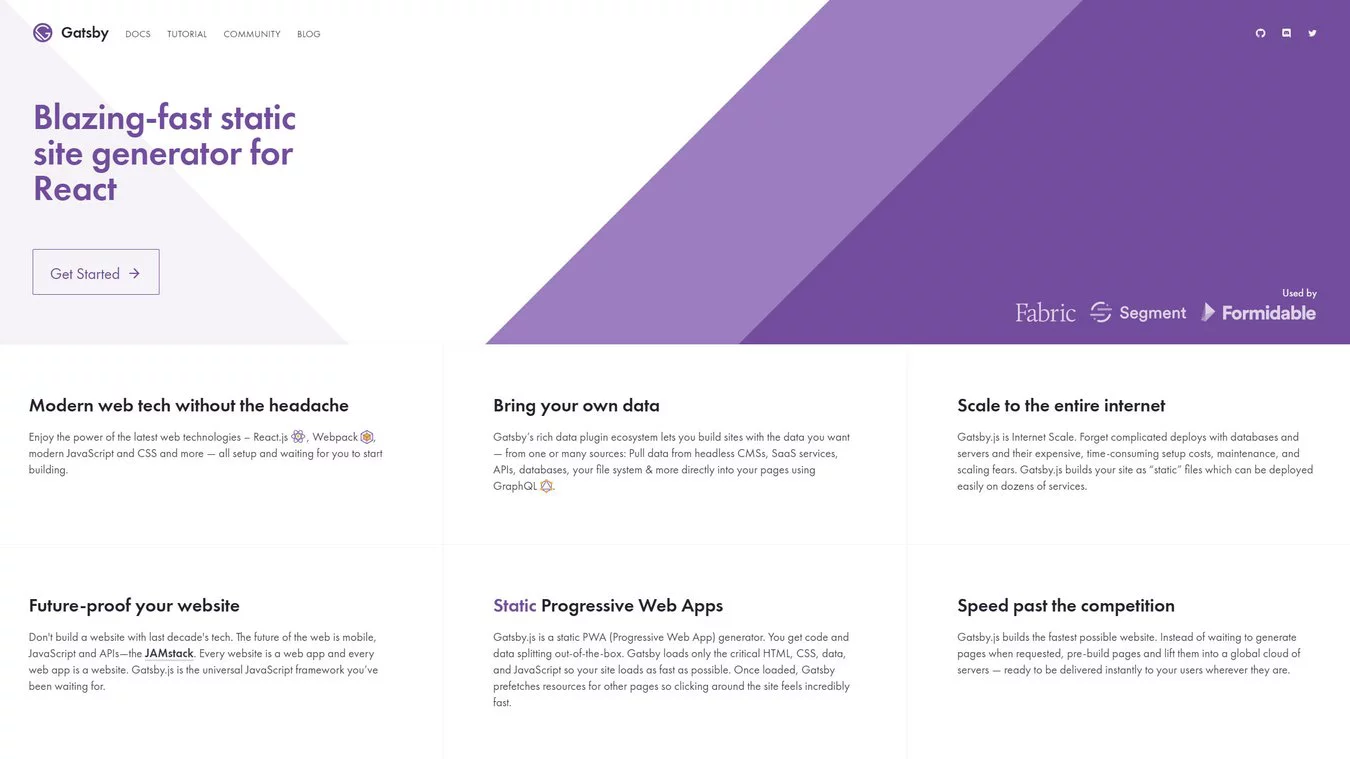 Gatsby DOCS TUTORIAL COMMUNITY BLOG
Blazing-fast static
site generator for
React
Get Started →
Used by
Fabric Segment Formidable
Modern web tech without the headache
Enjoy the power of the latest web technologies – React.js , Webpack ,
modern JavaScript and CSS and more — all setup and waiting for you to start
building.
Bring your own data
Gatsby’s rich data plugin ecosystem lets you build sites with the data you want
— from one or many sources: Pull data from headless CMSs, SaaS services,
APIs, databases, your file system & more directly into your pages using
GraphQL .
Scale to the entire internet
Gatsby.js is Internet Scale. Forget complicated deploys with databases and
servers and their expensive, time-consuming setup costs, maintenance, and
scaling fears. Gatsby.js builds your site as “static” files which can be deployed
easily on dozens of services.
Future-proof your website
Don't build a website with last decade's tech. The future of the web is mobile,
JavaScript and APIs—the JAMstack. Every website is a web app and every
web app is a website. Gatsby.js is the universal JavaScript framework you’ve
been waiting for.
Static Progressive Web Apps
Gatsby.js is a static PWA (Progressive Web App) generator. You get code and
data splitting out-of-the-box. Gatsby loads only the critical HTML, CSS, data,
and JavaScript so your site loads as fast as possible. Once loaded, Gatsby
prefetches resources for other pages so clicking around the site feels incredibly
fast.
Speed past the competition
Gatsby.js builds the fastest possible website. Instead of waiting to generate
pages when requested, pre-build pages and lift them into a global cloud of
servers — ready to be delivered instantly to your users wherever they are.